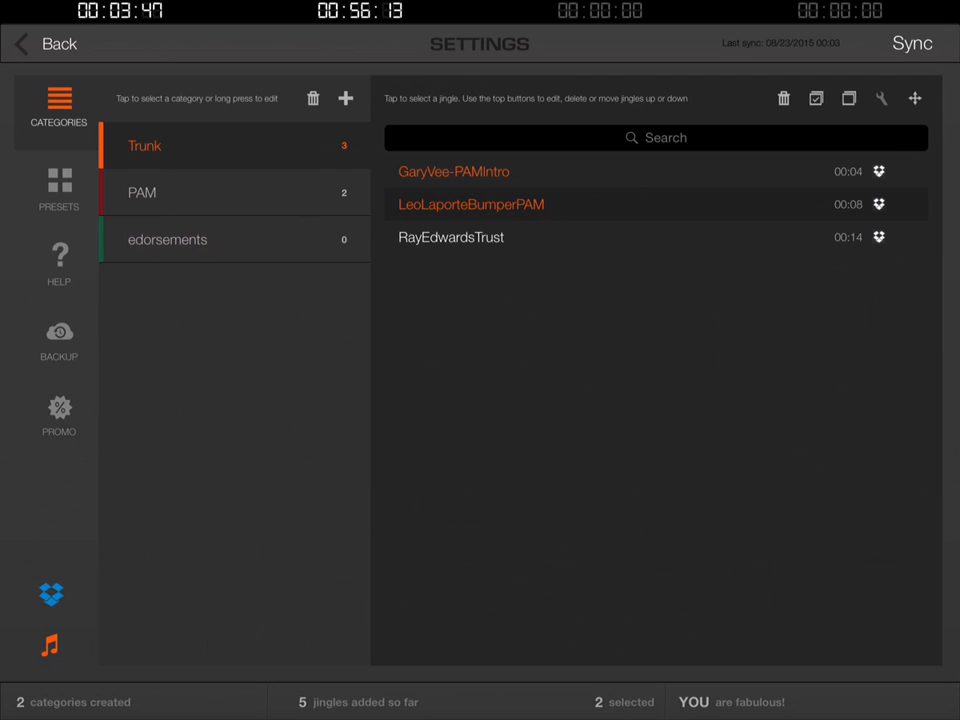 00:03:47 00:56:13 00:00:00 00:00:00
Back SETTINGS Last sync: 08/23/2015 00:03 Sync
CATEGORIES
PRESETS
HELP
BACKUP
PROMO
Tap to select a category or long press to edit
Trunk 3
PAM 2
edorsements 0
Tap to select a jingle. Use the top buttons to edit, delete or move jingles up or down
Search
GaryVee-PAMIntro 00:04
LeoLaporteBumperPAM 00:08
RayEdwardsTrust 00:14
2 categories created 5 jingles added so far 2 selected YOU are fabulous!